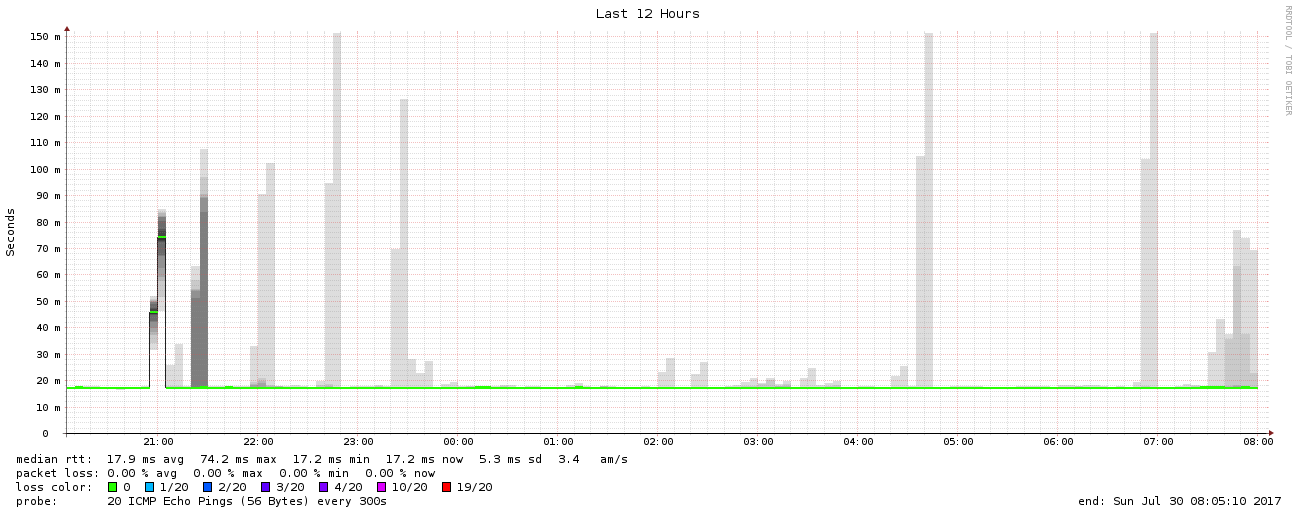 Last 12 Hours
RRDTOOL / TOBI OETIKER
Seconds
150 m
140 m
130 m
120 m
110 m
100 m
90 m
80 m
70 m
60 m
50 m
40 m
30 m
20 m
10 m
0
21:00 22:00 23:00 00:00 01:00 02:00 03:00 04:00 05:00 06:00 07:00 08:00
median rtt: 17.9 ms avg 74.2 ms max 17.2 ms min 17.2 ms now 5.3 ms sd 3.4 am/s
packet loss: 0.00 % avg 0.00 % max 0.00 % min 0.00 % now
loss color: 0 1/20 2/20 3/20 4/20 10/20 19/20
probe: 20 ICMP Echo Pings (56 Bytes) every 300s end: Sun Jul 30 08:05:10 2017